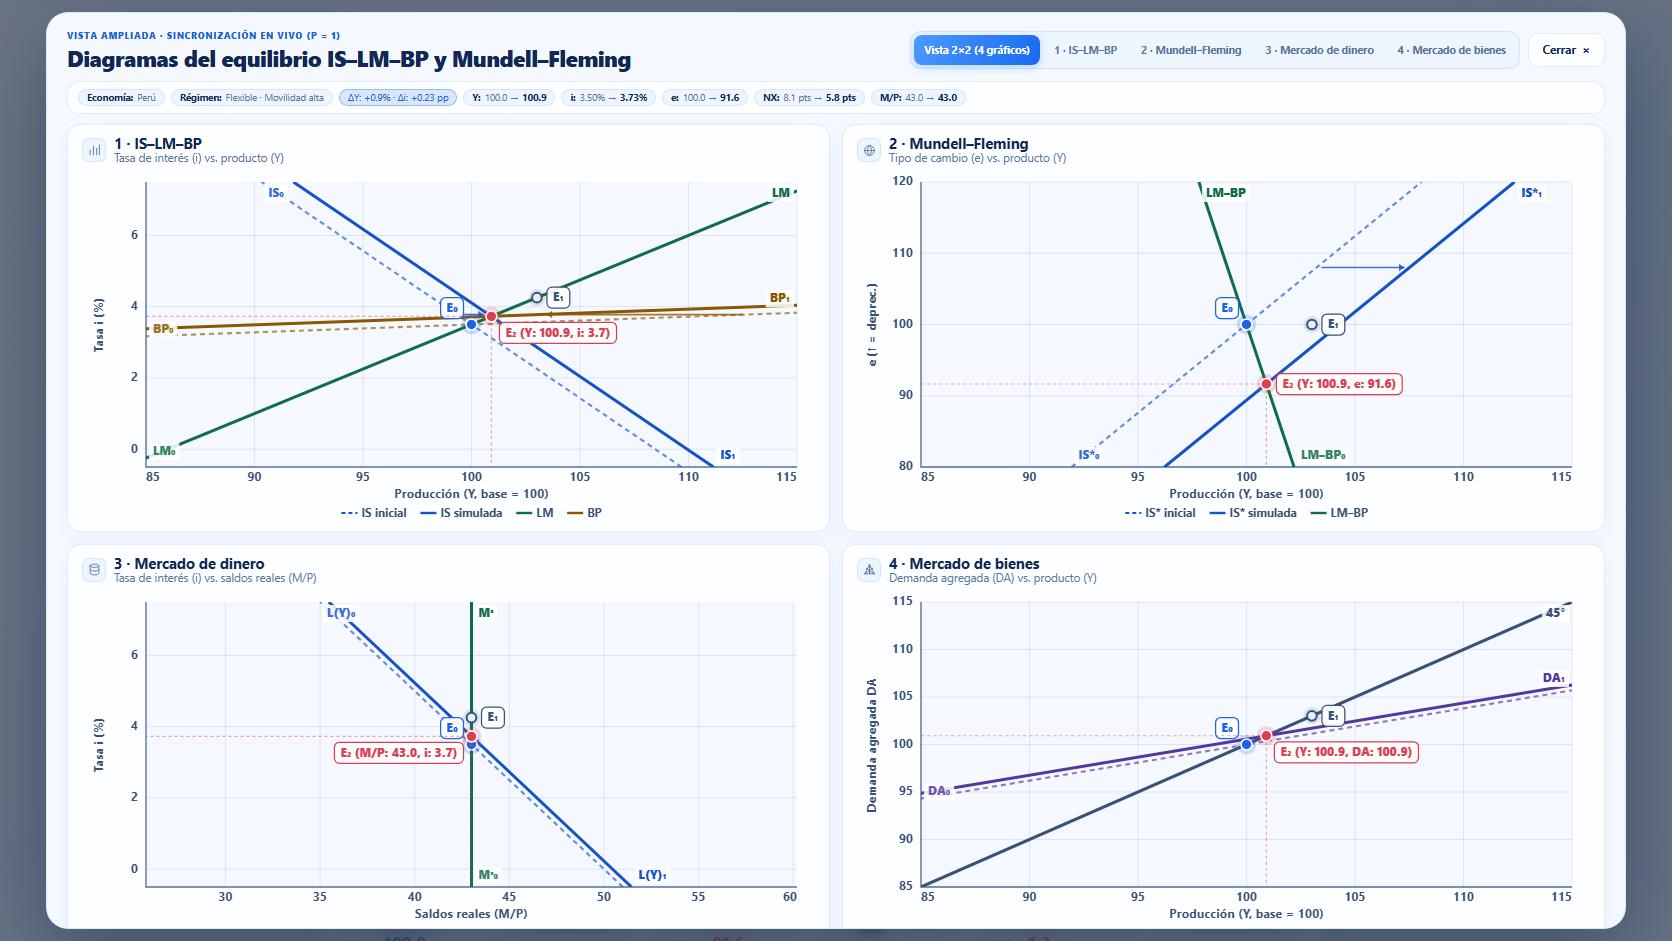 VISTA AMPLIADA · SINCRONIZACIÓN EN VIVO (P = 1)
Diagramas del equilibrio IS–LM–BP y Mundell–Fleming
Vista 2×2 (4 gráficos)
1 · IS–LM–BP
2 · Mundell–Fleming
3 · Mercado de dinero
4 · Mercado de bienes
Cerrar ×
Economía: Perú
Régimen: Flexible · Movilidad alta
ΔY: +0.9% · Δi: +0.23 pp
Y: 100.0 → 100.9
i: 3.50% → 3.73%
e: 100.0 → 91.6
NX: 8.1 pts → 5.8 pts
M/P: 43.0 → 43.0
1 · IS–LM–BP
Tasa de interés (i) vs. producto (Y)
IS₀
LM
6
4
2
0
Tasa i (%)
E₀
E₁
BP₁
BP₀
E₂ (Y: 100.9, i: 3.7)
LM₀
IS₁
85
90
95
100
105
110
115
Producción (Y, base = 100)
IS inicial
IS simulada
LM
BP
2 · Mundell–Fleming
Tipo de cambio (e) vs. producto (Y)
120
110
100
90
80
e (↑ = deprec.)
LM–BP
IS*₁
E₀
E₁
E₂ (Y: 100.9, e: 91.6)
IS*₀
LM–BP₀
85
90
95
100
105
110
115
Producción (Y, base = 100)
IS* inicial
IS* simulada
LM–BP
3 · Mercado de dinero
Tasa de interés (i) vs. saldos reales (M/P)
L(Y)₀
6
4
2
0
Tasa i (%)
E₁
E₀
E₂ (M/P: 43.0, i: 3.7)
L(Y)₁
30
35
40
45
50
55
60
Saldos reales (M/P)
4 · Mercado de bienes
Demanda agregada (DA) vs. producto (Y)
115
110
105
100
95
90
85
Demanda agregada DA
45°
DA₁
E₀
E₁
E₂ (Y: 100.9, DA: 100.9)
DA₀
85
90
95
100
105
110
115
Producción (Y, base = 100)